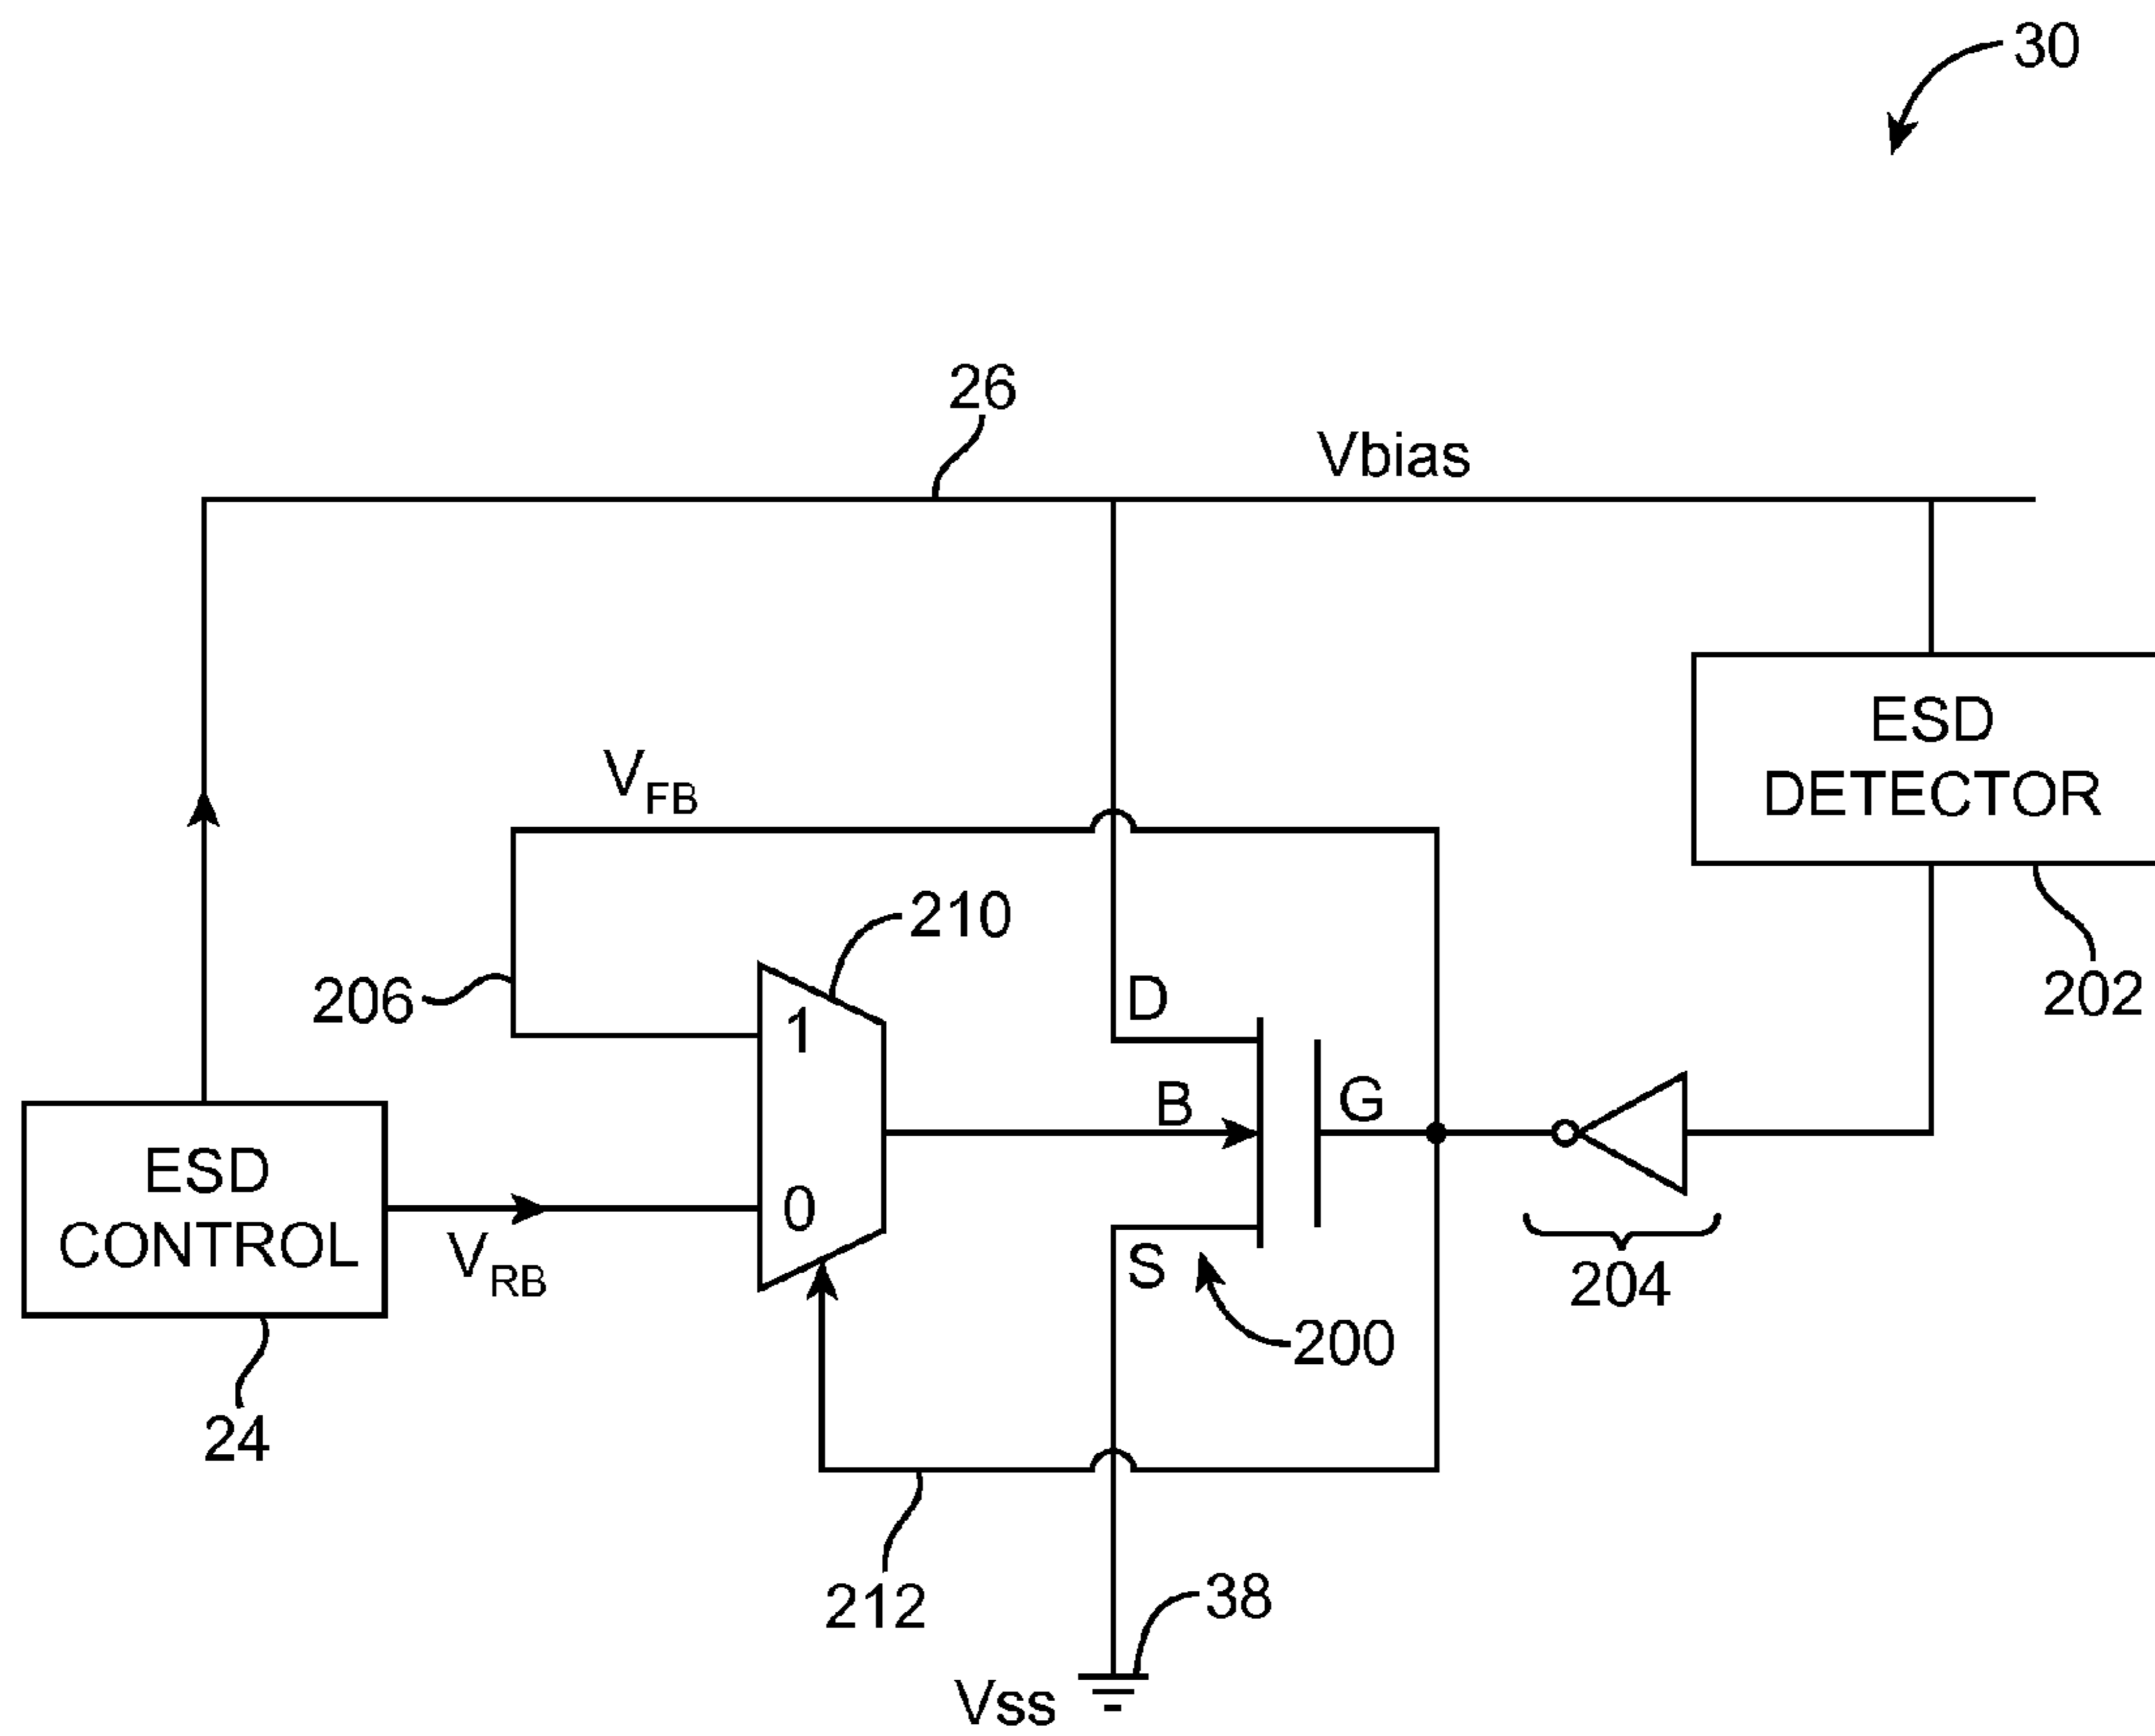 30
26
Vbias
ESD
DETECTOR
VFB
210
206
1
D
202
B
G
ESD
CONTROL
0
VRB
S
204
200
24
212
38
Vss